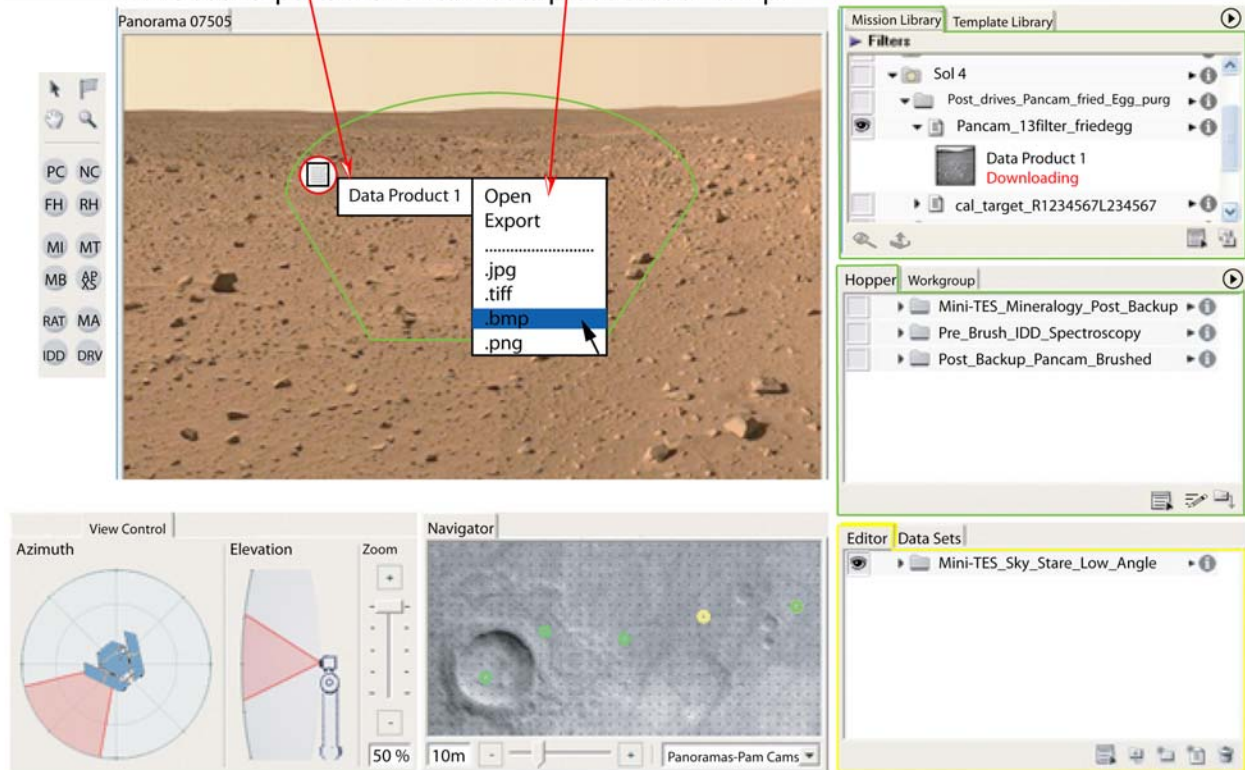 Panorama 07505
Data Product 1
Open
Export
.jpg
.tiff
.bmp
.png
PC NC
FH RH
MI MT
MB AP XS
RAT MA
IDD DRV
Mission Library Template Library
Filters
Sol 4
Post_drives_Pancam_fried_Egg_purg
Pancam_13filter_friedegg
Data Product 1
Downloading
cal_target_R1234567L234567
Hopper Workgroup
Mini-TES_Mineralogy_Post_Backup
Pre_Brush_IDD_Spectroscopy
Post_Backup_Pancam_Brushed
View Control
Azimuth Elevation Zoom
+
-
50 %
Navigator
10m - + Panoramas-Pam Cams
Editor Data Sets
Mini-TES_Sky_Stare_Low_Angle